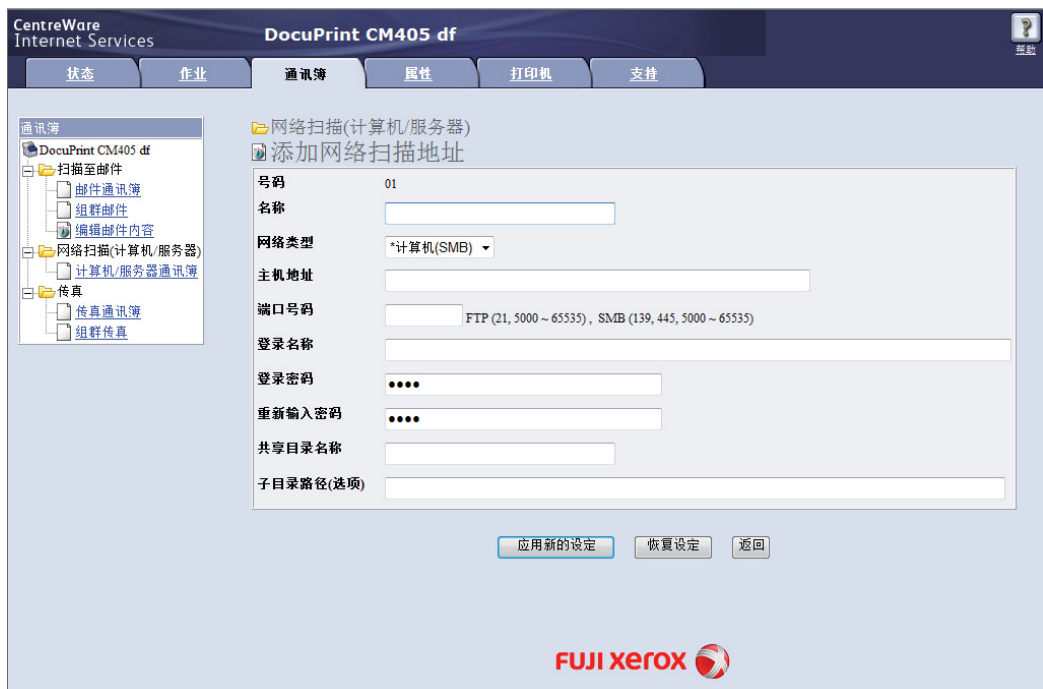 CentreWare
Internet Services
DocuPrint CM405 df
?
帮助
状态
作业
通讯簿
属性
打印机
支持
通讯簿
DocuPrint CM405 df
扫描至邮件
邮件通讯簿
组群邮件
编辑邮件内容
网络扫描(计算机/服务器)
计算机/服务器通讯簿
传真
传真通讯簿
组群传真
网络扫描(计算机/服务器)
添加网络扫描地址
号码 01
名称
网络类型 *计算机(SMB)
主机地址
端口号码 FTP (21, 5000 ~ 65535) , SMB (139, 445, 5000 ~ 65535)
登录名称
登录密码 ••••
重新输入密码 ••••
共享目录名称
子目录路径(选项)
应用新的设定 恢复设定 返回
FUJI xerox